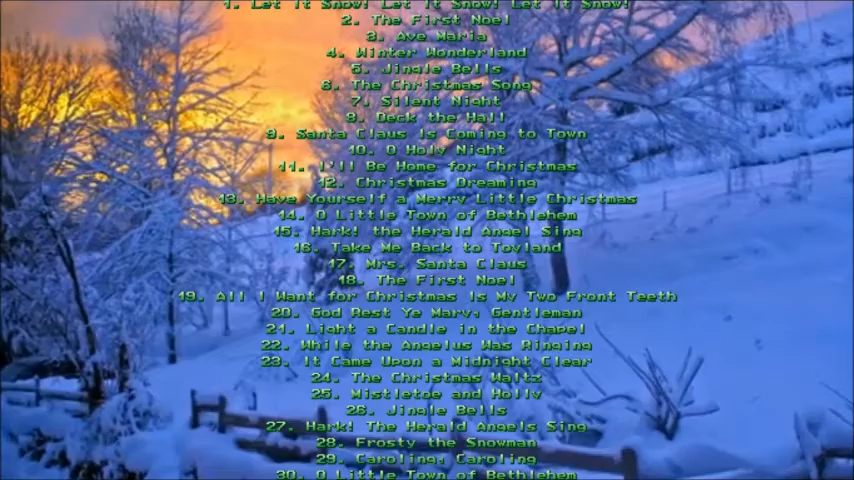 1. Let It Snow! Let It Snow! Let It Snow!
2. The First Noel
3. Ave Maria
4. Winter Wonderland
5. Jingle Bells
6. The Christmas Song
7. Silent Night
8. Deck the Hall
9. Santa Claus Is Coming to Town
10. O Holy Night
11. I'll Be Home for Christmas
12. Christmas Dreaming
13. Have Yourself a Merry Little Christmas
14. O Little Town of Bethlehem
15. Hark! the Herald Angel Sing
16. Take Me Back to Toyland
17. Mrs. Santa Claus
18. The First Noel
19. All I Want for Christmas Is My Two Front Teeth
20. God Rest Ye Mary, Gentleman
21. Light a Candle in the Chapel
22. While the Angelus Was Ringing
23. It Came Upon a Midnight Clear
24. The Christmas Waltz
25. Mistletoe and Holly
26. Jingle Bells
27. Hark! The Herald Angels Sing
28. Frosty the Snowman
29. Caroling, Caroling
30. O Little Town of Bethlehem